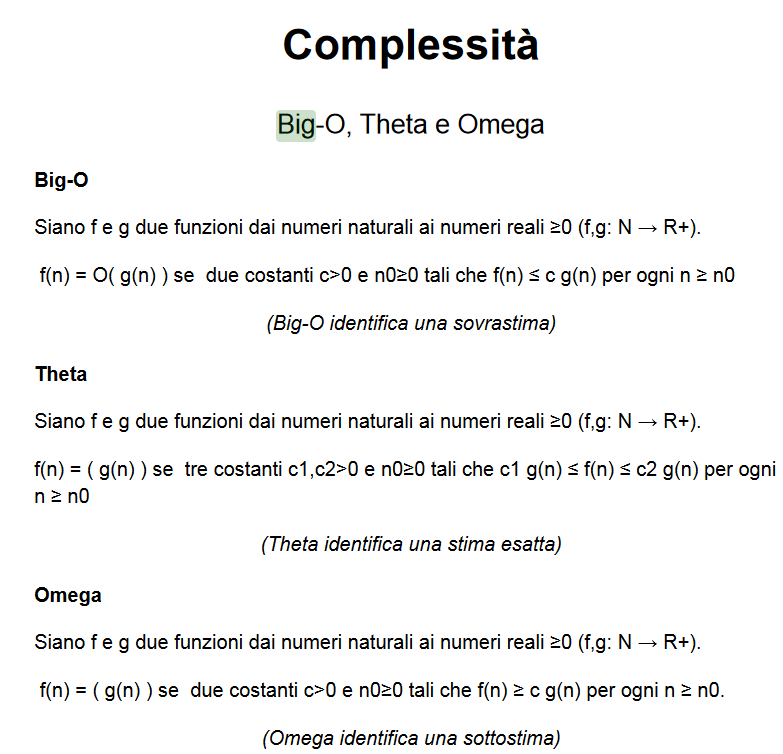 Complessità
Big-O, Theta e Omega
Big-O
Siano f e g due funzioni dai numeri naturali ai numeri reali ≥0 (f,g: N → R+).
f(n) = O( g(n) ) se  due costanti c>0 e n0≥0 tali che f(n) ≤ c g(n) per ogni n ≥ n0
(Big-O identifica una sovrastima)
Theta
Siano f e g due funzioni dai numeri naturali ai numeri reali ≥0 (f,g: N → R+).
f(n) = ( g(n) ) se  tre costanti c1,c2>0 e n0≥0 tali che c1 g(n) ≤ f(n) ≤ c2 g(n) per ogni
n ≥ n0
(Theta identifica una stima esatta)
Omega
Siano f e g due funzioni dai numeri naturali ai numeri reali ≥0 (f,g: N → R+).
f(n) = ( g(n) ) se  due costanti c>0 e n0≥0 tali che f(n) ≥ c g(n) per ogni n ≥ n0.
(Omega identifica una sottostima)